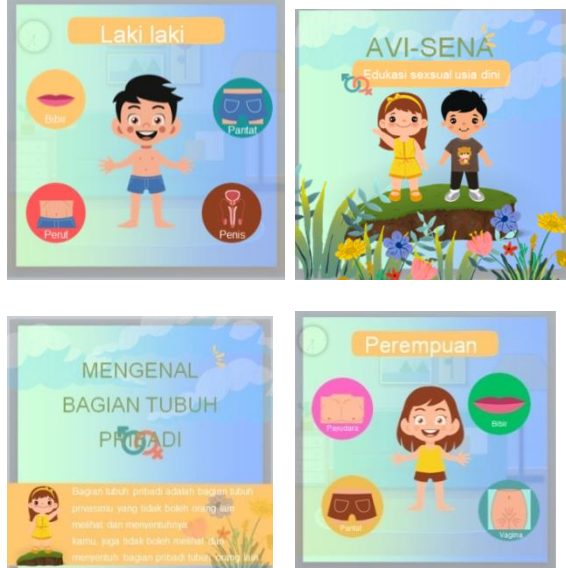 Laki laki
Bibir
Pantat
Perut
Penis
AVI-SENA
Edukasi sexsual usia dini
MENGENAL
BAGIAN TUBUH
PRIBADI
Bagian tubuh pribadi adalah bagian tubuh
privasimu yang tidak boleh orang lain
melihat dan menyentuhnya
kamu juga tidak boleh melihat dan
menyentuh bagian pribadi tubuh orang lain
Perempuan
Payudara
Bibir
Pantat
Vagina